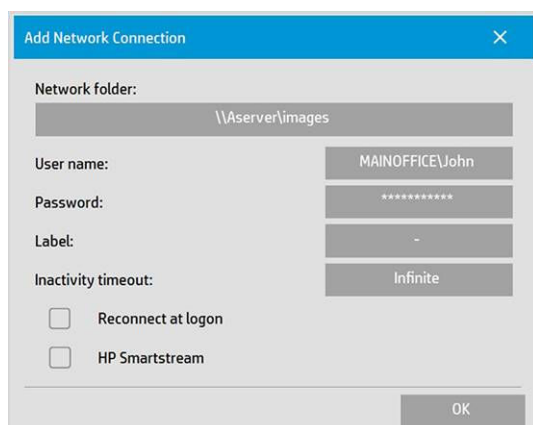 Add Network Connection
Network folder:
\\Aserver\images
User name: MAINOFFICE\John
Password: ***********
Label: -
Inactivity timeout: Infinite
Reconnect at logon
HP Smartstream
OK